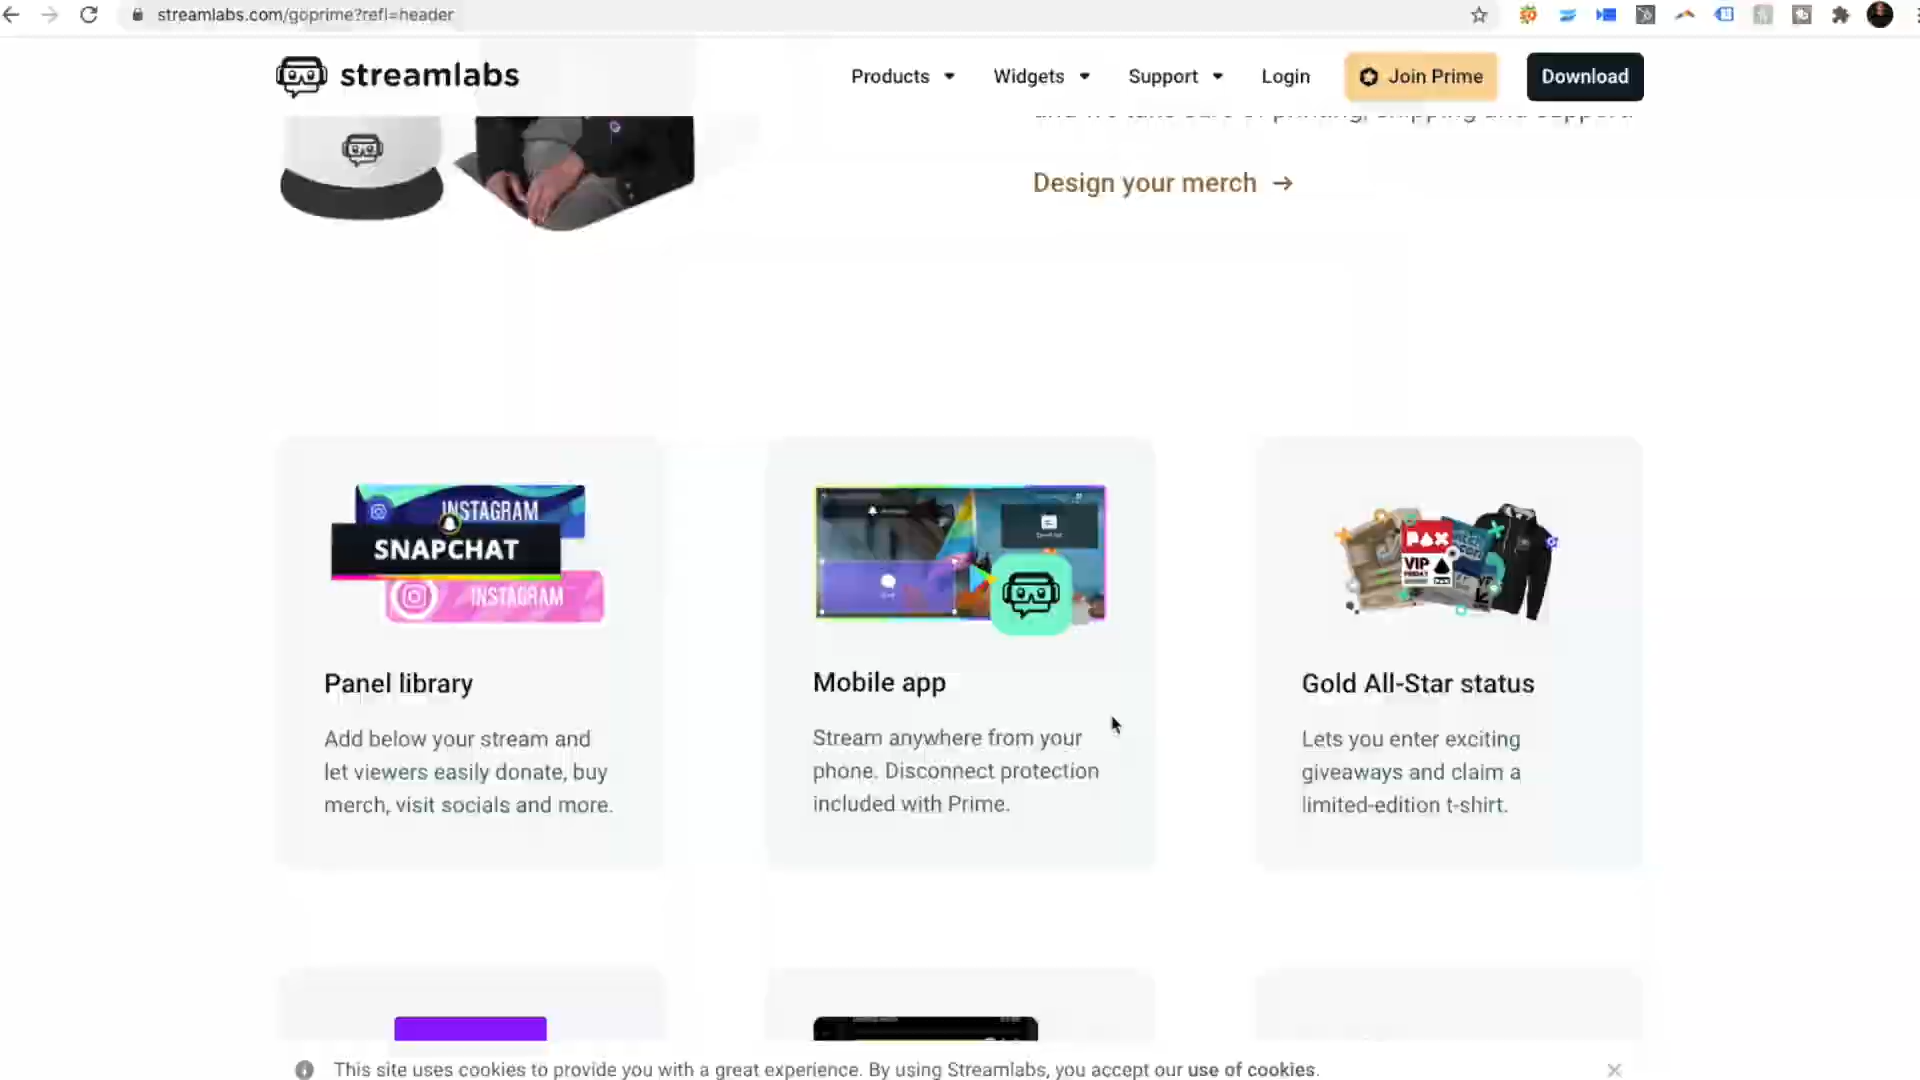 streamlabs.com/goprime?refl=header
streamlabs
Products
Widgets
Support
Login
Join Prime
Download
Design your merch →
INSTAGRAM
SNAPCHAT
INSTAGRAM
PAX
VIP
Panel library
Add below your stream and
let viewers easily donate, buy
merch, visit socials and more.
Mobile app
Stream anywhere from your
phone. Disconnect protection
included with Prime.
Gold All-Star status
Lets you enter exciting
giveaways and claim a
limited-edition t-shirt.
This site uses cookies to provide you with a great experience. By using Streamlabs, you accept our use of cookies.